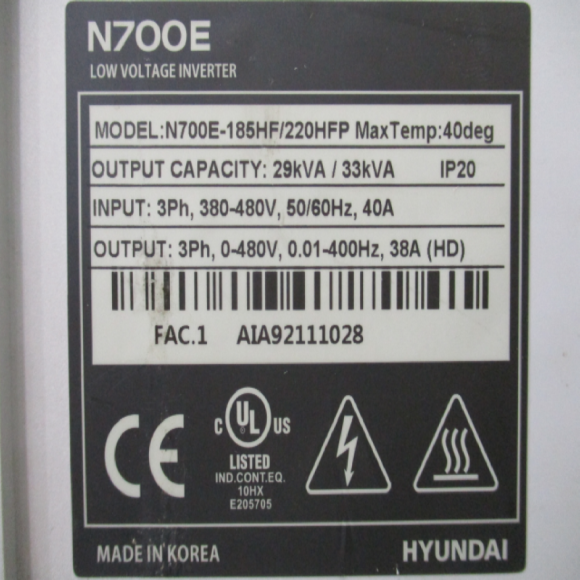 N700E
LOW VOLTAGE INVERTER
MODEL:N700E-185HF/220HFP MaxTemp:40deg
OUTPUT CAPACITY: 29kVA / 33kVA IP20
INPUT: 3Ph, 380-480V, 50/60Hz, 40A
OUTPUT: 3Ph, 0-480V, 0.01-400Hz, 38A (HD)
FAC.1 AIA92111028
CE
C UL US
LISTED
IND.CONT.EQ.
10HX
E205705
MADE IN KOREA HYUNDAI